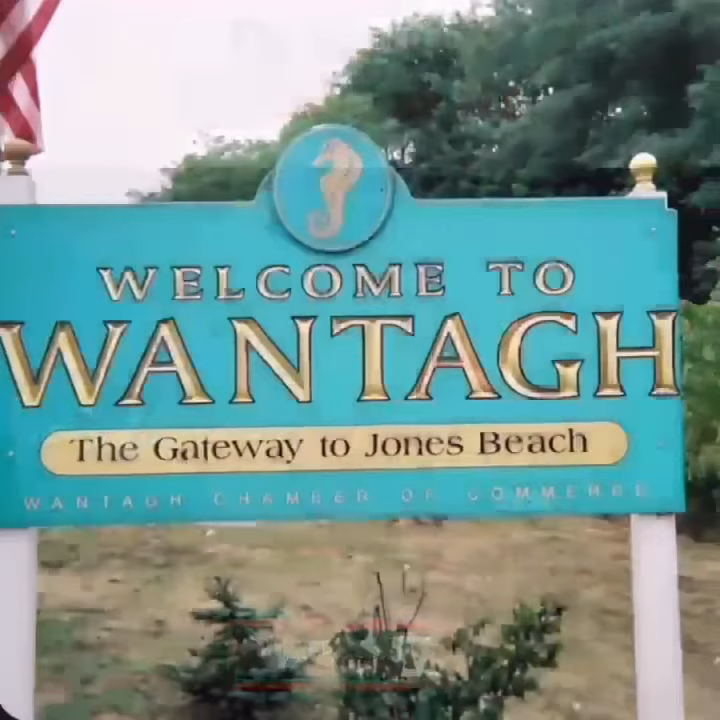 WELCOME TO
WANTAGH
The Gateway to Jones Beach
WANTAGH CHAMBER OF COMMERCE